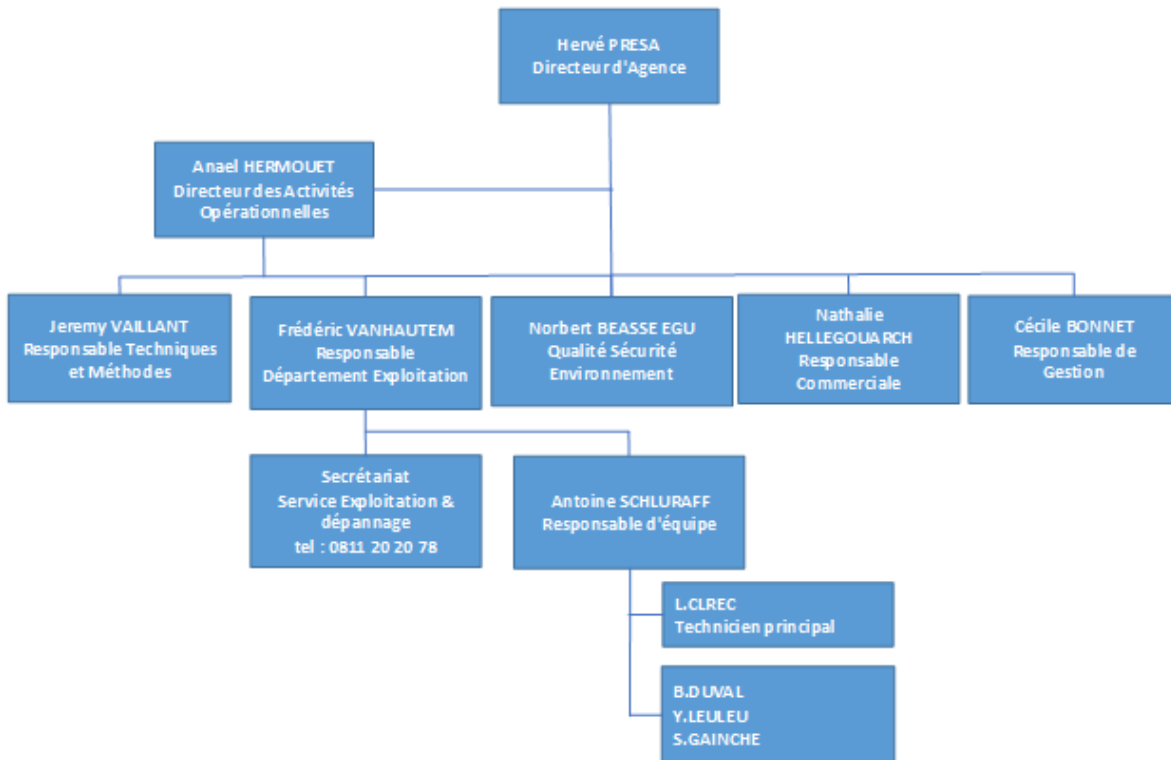 Hervé PRESA
Directeur d'Agence
Anael HERMOUET
Directeur des Activités
Opérationnelles
Jeremy VAILLANT
Responsable Techniques
et Méthodes
Frédéric VANHAUTEM
Responsable
Département Exploitation
Norbert BEASSE EGU
Qualité Sécurité
Environnement
Nathalie
HELLEGOUARCH
Responsable
Commerciale
Cécile BONNET
Responsable de
Gestion
Secrétariat
Service Exploitation &
dépannage
tel : 0811 20 20 78
Antoine SCHLURAFF
Responsable d'équipe
L.CLREC
Technicien principal
B.DUVAL
Y.LEULEU
S.GAINCHE